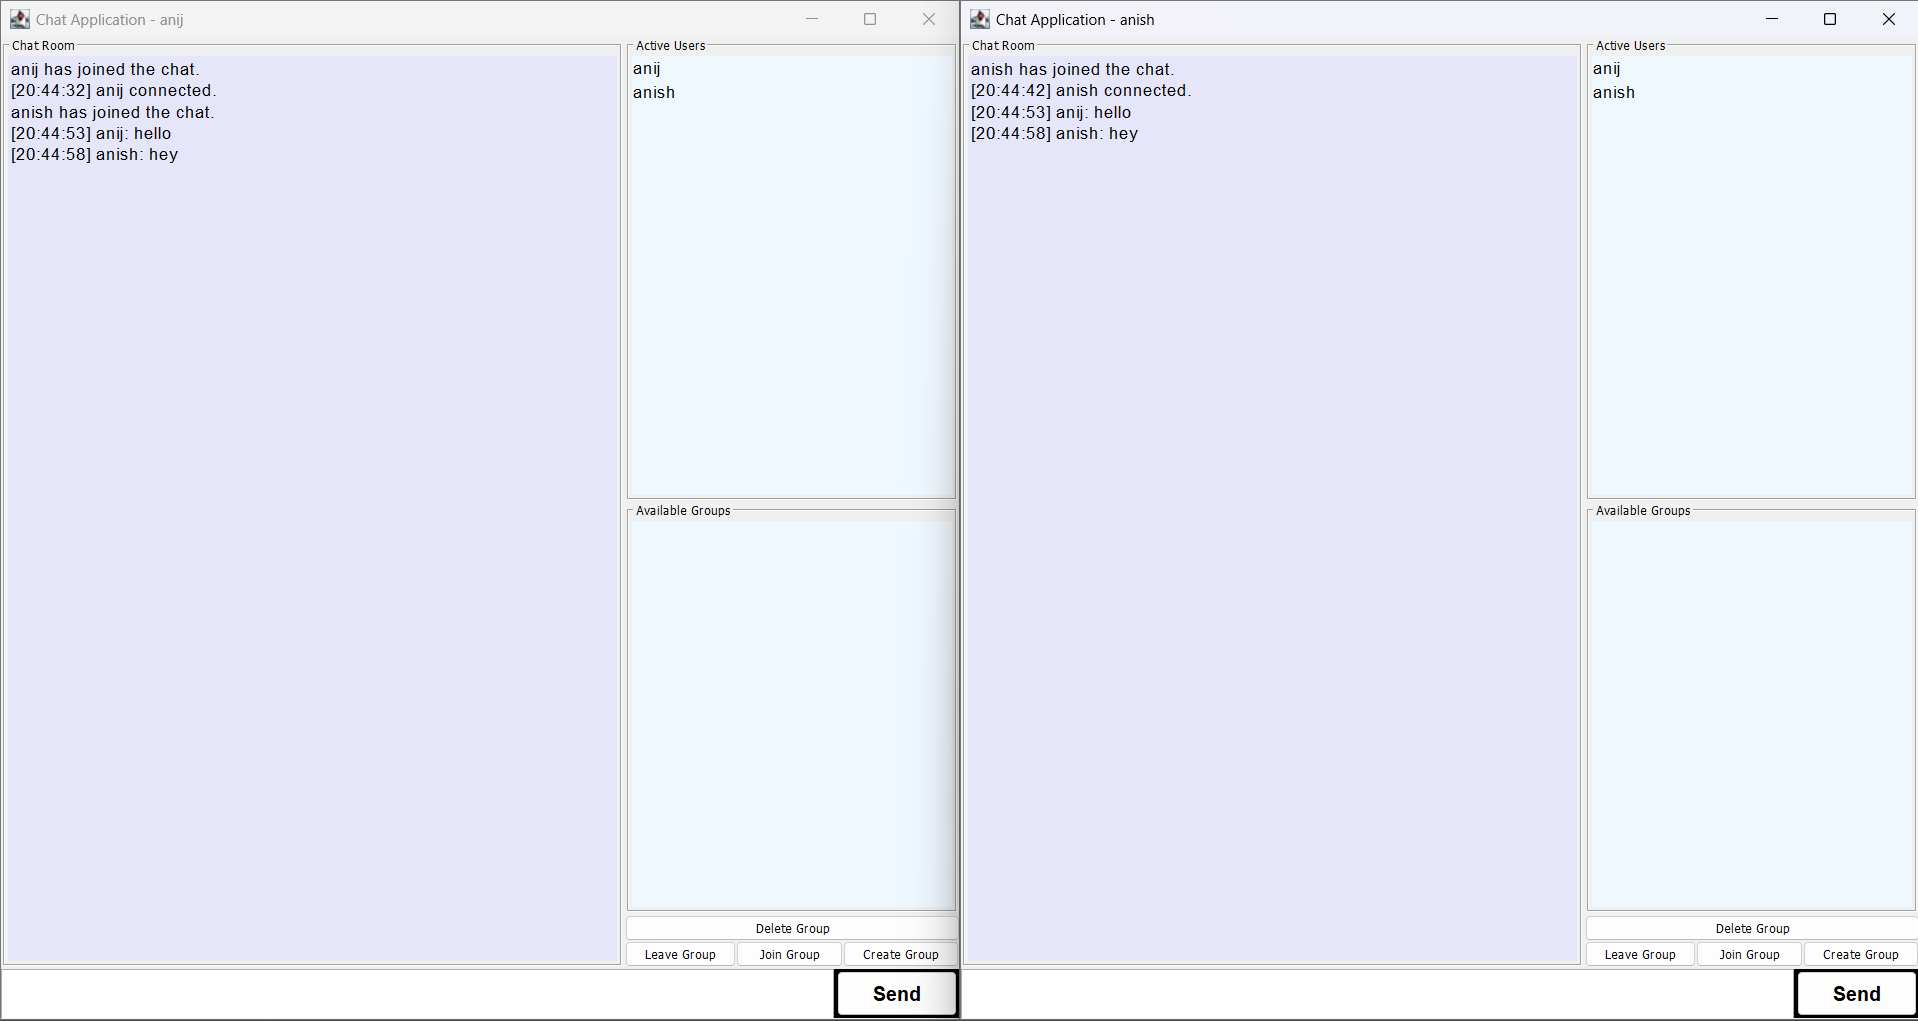 Chat Application - anij
Chat Room
anij has joined the chat.
[20:44:32] anij connected.
anish has joined the chat.
[20:44:53] anij: hello
[20:44:58] anish: hey
Active Users
anij
anish
Available Groups
Delete Group
Leave Group
Join Group
Create Group
Send
Chat Application - anish
Chat Room
anish has joined the chat.
[20:44:42] anish connected.
[20:44:53] anij: hello
[20:44:58] anish: hey
Active Users
anij
anish
Available Groups
Delete Group
Leave Group
Join Group
Create Group
Send